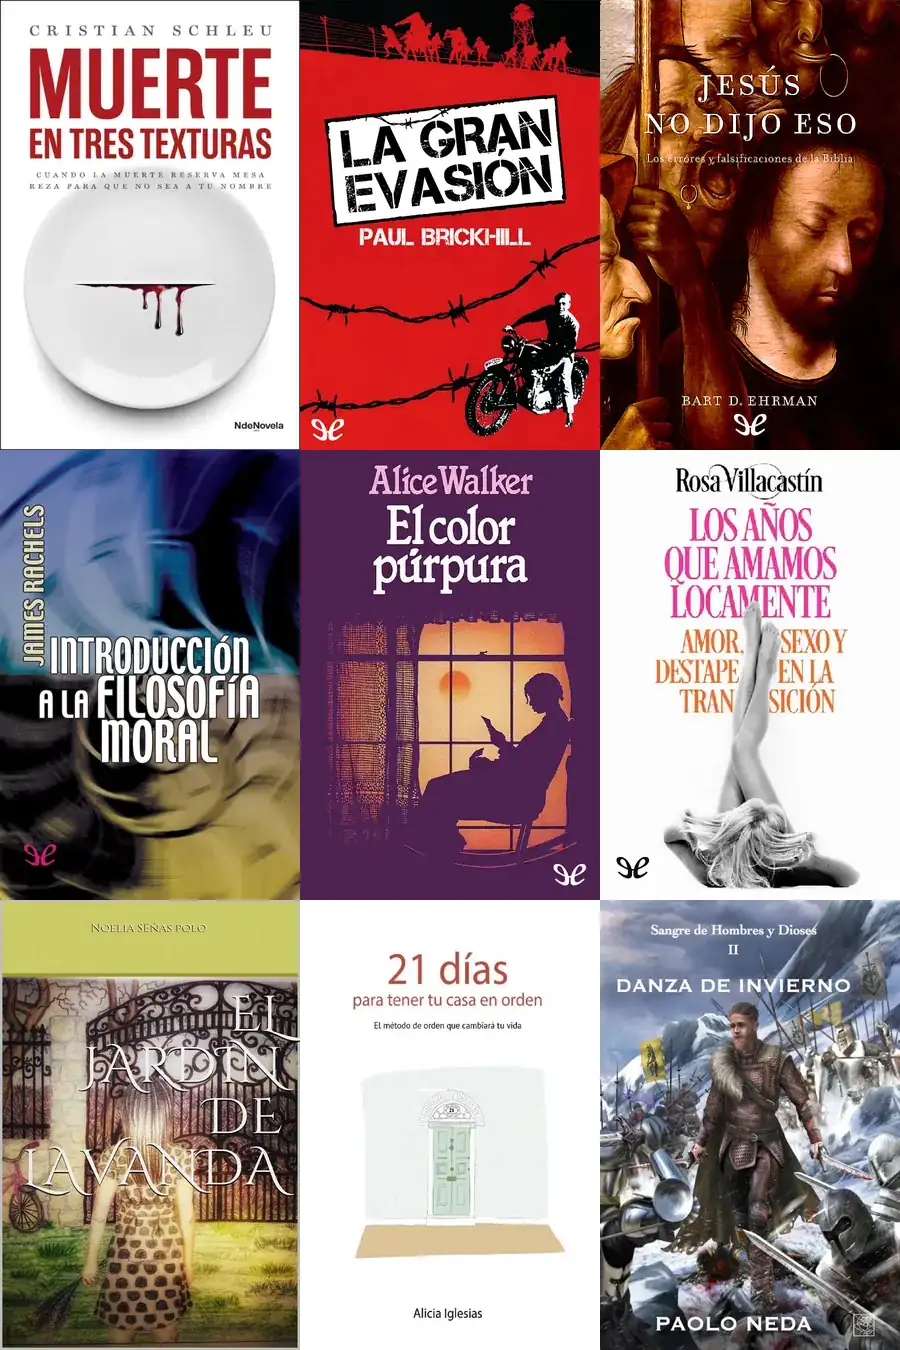 CRISTIAN SCHLEU
MUERTE
EN TRES TEXTURAS
CUANDO LA MUERTE RESERVA MESA
REZA PARA QUE NO SEA A TU NOMBRE
NdeNovela
LA GRAN
EVASIÓN
PAUL BRICKHILL
JESÚS
NO DIJO ESO
Los errores y falsificaciones de la Biblia
BART D. EHRMAN
JAMES RACHELS
INTRODUCCIÓN
A LA FILOSOFÍA
MORAL
Alice Walker
El color
púrpura
Rosa Villacastín
LOS AÑOS
QUE AMAMOS
LOCAMENTE
AMOR, SEXO Y
DESTAPE EN LA
TRANSICIÓN
NOELIA SEÑAS POLO
EL
JARDÍN
DE
LAVANDA
21 días
para tener tu casa en orden
El método de orden que cambiará tu vida
21
Alicia Iglesias
Sangre de Hombres y Dioses
II
DANZA DE INVIERNO
PAOLO NEDA